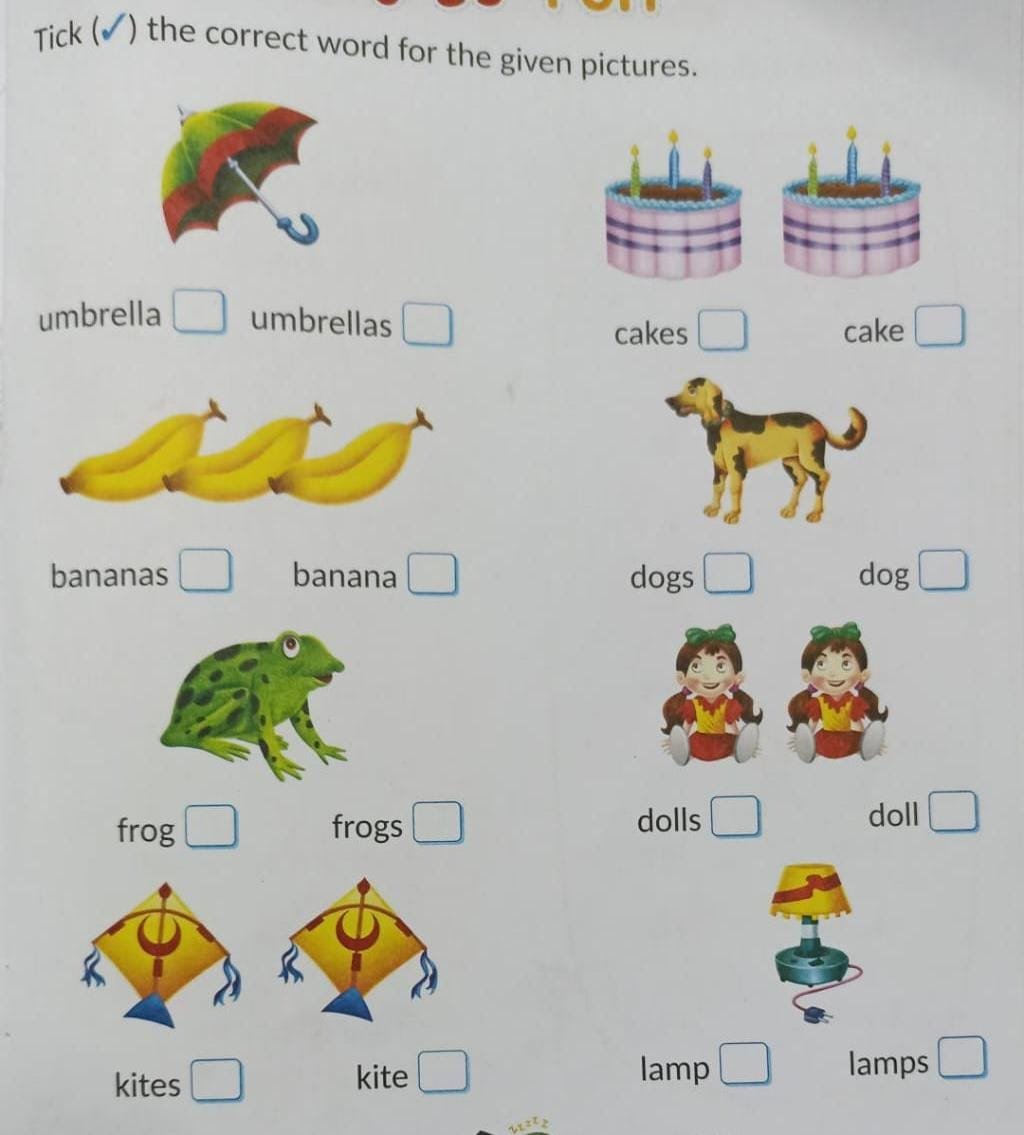 Tick (✓) the correct word for the given pictures.
umbrella umbrellas
cakes cake
bananas banana
dogs dog
frog frogs
dolls doll
kites kite
lamp lamps
zzzzz